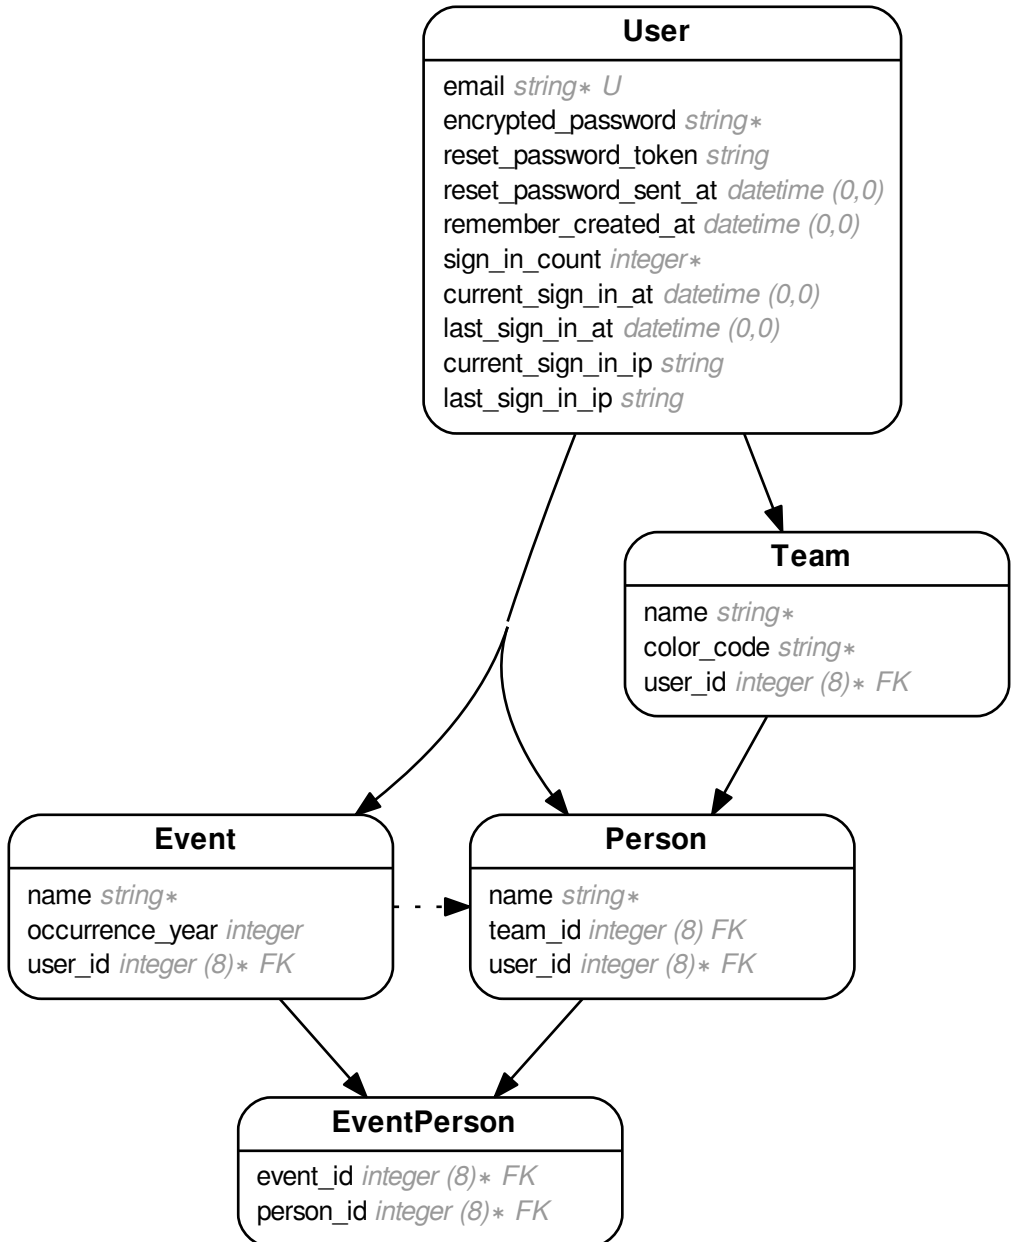 User
email string* U
encrypted_password string*
reset_password_token string
reset_password_sent_at datetime (0,0)
remember_created_at datetime (0,0)
sign_in_count integer*
current_sign_in_at datetime (0,0)
last_sign_in_at datetime (0,0)
current_sign_in_ip string
last_sign_in_ip string
Team
name string*
color_code string*
user_id integer (8)* FK
Event
name string*
occurrence_year integer
user_id integer (8)* FK
Person
name string*
team_id integer (8) FK
user_id integer (8)* FK
EventPerson
event_id integer (8)* FK
person_id integer (8)* FK